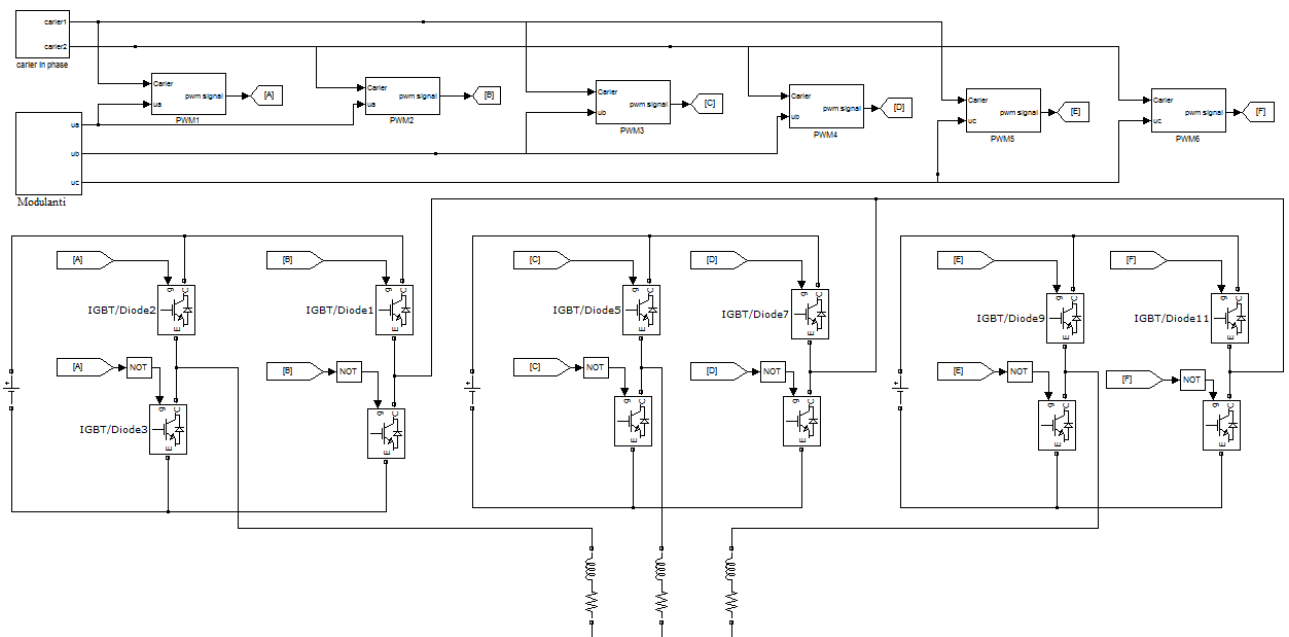 carier1
carier2
carier in phase
Carier
ua
pwm signal
PWM1
[A]
Carier
ua
pwm signal
PWM2
[B]
Carier
ub
pwm signal
PWM3
[C]
Carier
ub
pwm signal
PWM4
[D]
Carier
uc
pwm signal
PWM5
[E]
Carier
uc
pwm signal
PWM6
[F]
ua
ub
uc
Modulanti
[A]
g
C
E
IGBT/Diode2
[B]
g
C
E
IGBT/Diode1
[C]
g
C
E
IGBT/Diode5
[D]
g
C
E
IGBT/Diode7
[E]
g
C
E
IGBT/Diode9
[F]
g
C
E
IGBT/Diode11
[A]
NOT
g
C
E
IGBT/Diode3
[B]
NOT
g
C
E
[C]
NOT
g
C
E
[D]
NOT
g
C
E
[E]
NOT
g
C
E
[F]
NOT
g
C
E
+
+
+